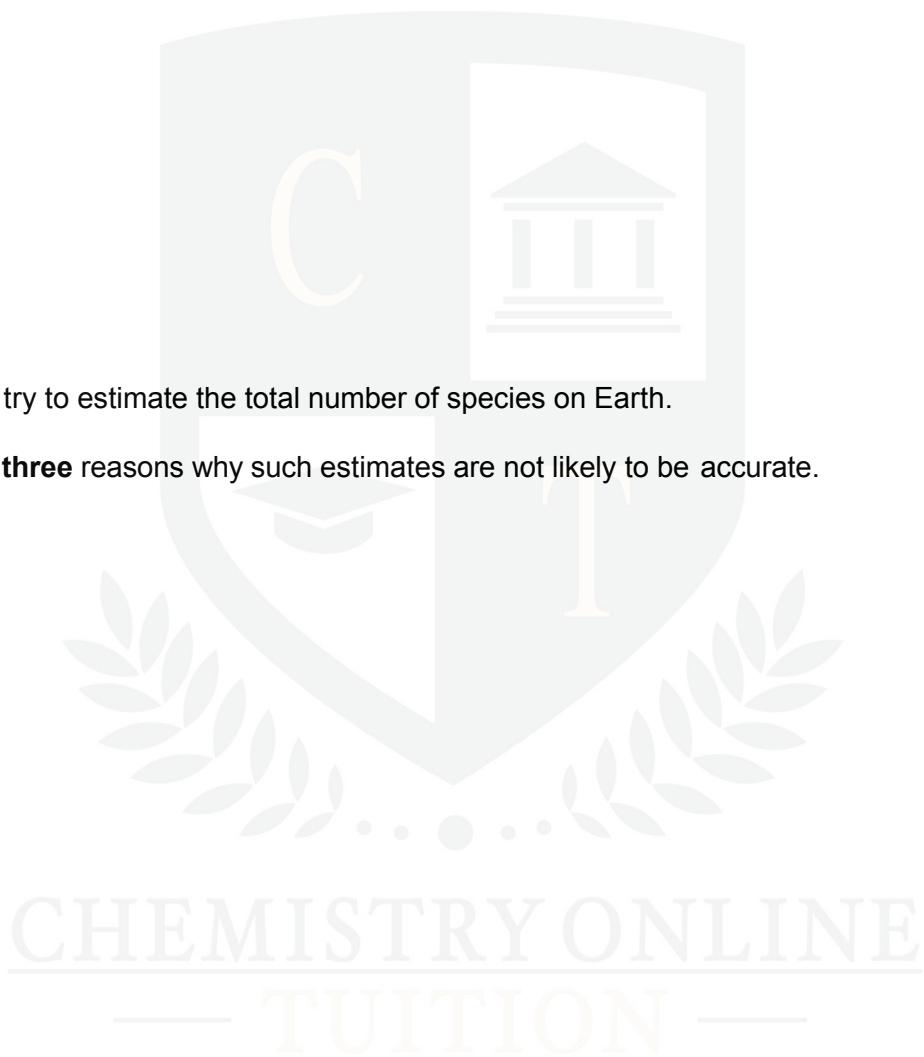 C
try to estimate the total number of species on Earth.
three reasons why such estimates are not likely to be accurate.
T
CHEMISTRY ONLINE
TUITION